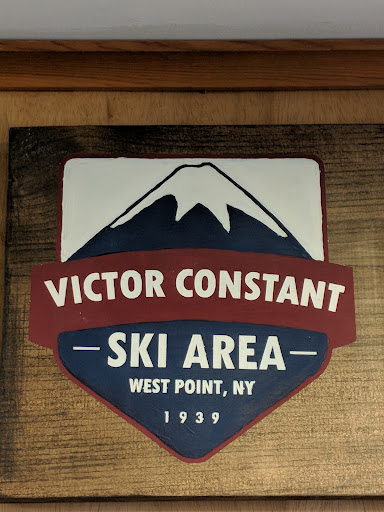 VICTOR CONSTANT
SKI AREA
WEST POINT, NY
1939